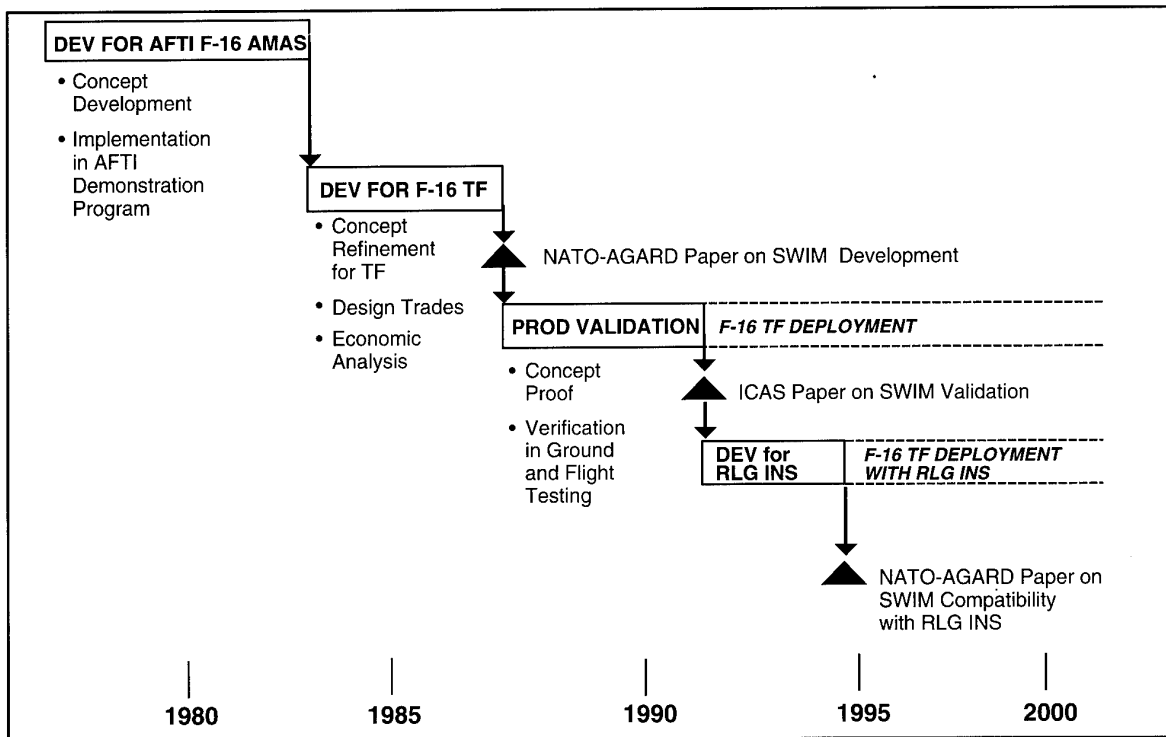 DEV FOR AFTI F-16 AMAS
• Concept
Development
• Implementation
in AFTI
Demonstration
Program
DEV FOR F-16 TF
• Concept
Refinement
for TF
• Design Trades
• Economic
Analysis
NATO-AGARD Paper on SWIM Development
PROD VALIDATION
F-16 TF DEPLOYMENT
• Concept
Proof
• Verification
in Ground
and Flight
Testing
ICAS Paper on SWIM Validation
DEV for
RLG INS
F-16 TF DEPLOYMENT
WITH RLG INS
NATO-AGARD Paper on
SWIM Compatibility
with RLG INS
1980
1985
1990
1995
2000